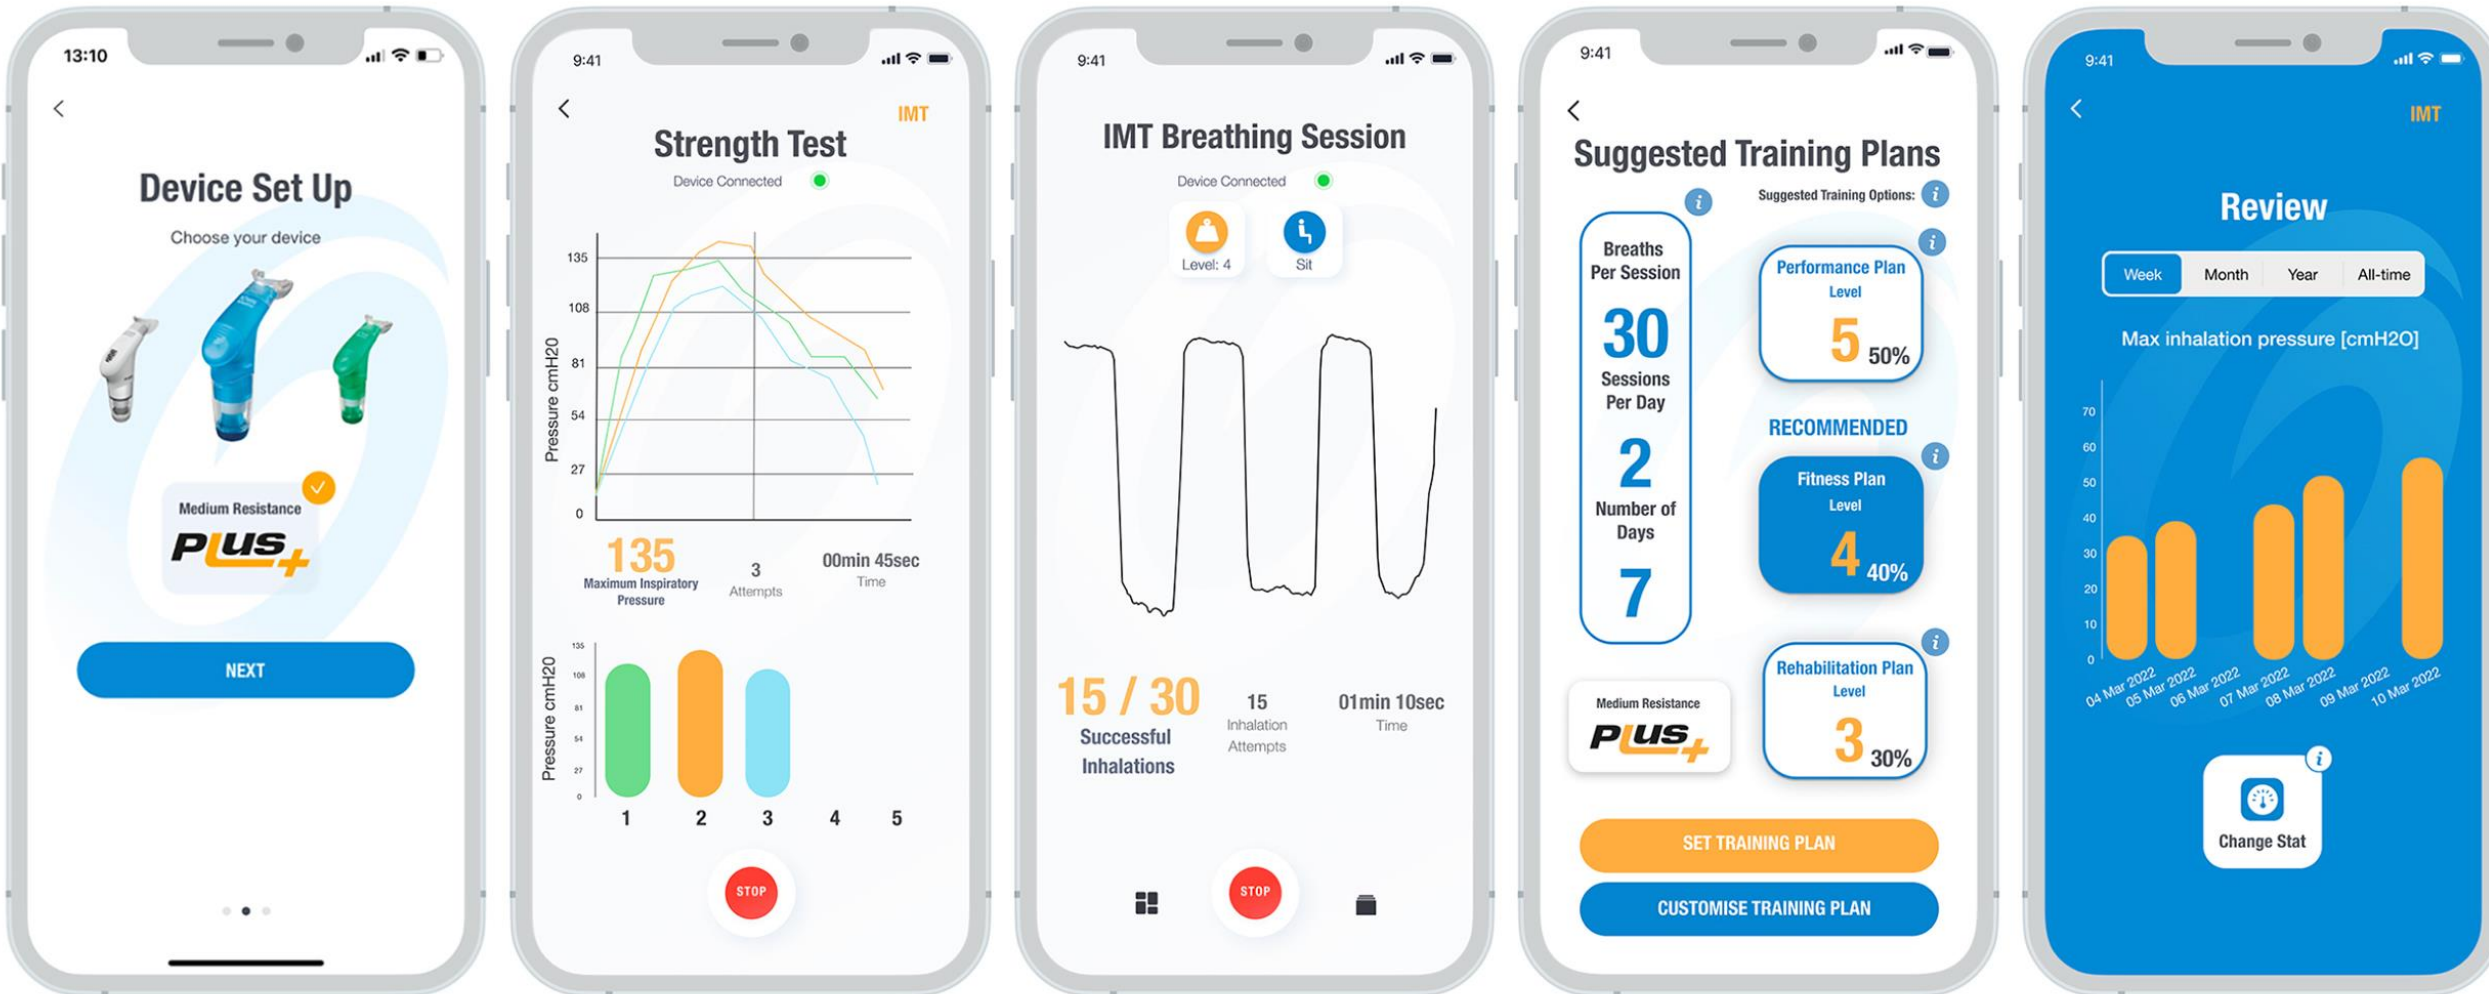 13:10
Device Set Up
Choose your device
Medium Resistance
PLUS+
NEXT
9:41
IMT
Strength Test
Device Connected
Pressure cmH20
135
108
81
54
27
0
135
Maximum Inspiratory
Pressure
3
Attempts
00min 45sec
Time
Pressure cmH20
135
108
81
54
27
0
1 2 3 4 5
STOP
9:41
IMT Breathing Session
Device Connected
Level: 4
Sit
15 / 30
Successful
Inhalations
15
Inhalation
Attempts
01min 10sec
Time
STOP
9:41
Suggested Training Plans
i
Suggested Training Options: i
Breaths
Per Session
30
Sessions
Per Day
2
Number of
Days
7
i
Performance Plan
Level
5 50%
RECOMMENDED
i
Fitness Plan
Level
4 40%
i
Rehabilitation Plan
Level
3 30%
Medium Resistance
PLUS+
SET TRAINING PLAN
CUSTOMISE TRAINING PLAN
9:41
IMT
Review
Week Month Year All-time
Max inhalation pressure [cmH2O]
70
60
50
40
30
20
10
0
04 Mar 2022
05 Mar 2022
06 Mar 2022
07 Mar 2022
08 Mar 2022
09 Mar 2022
10 Mar 2022
i
Change Stat